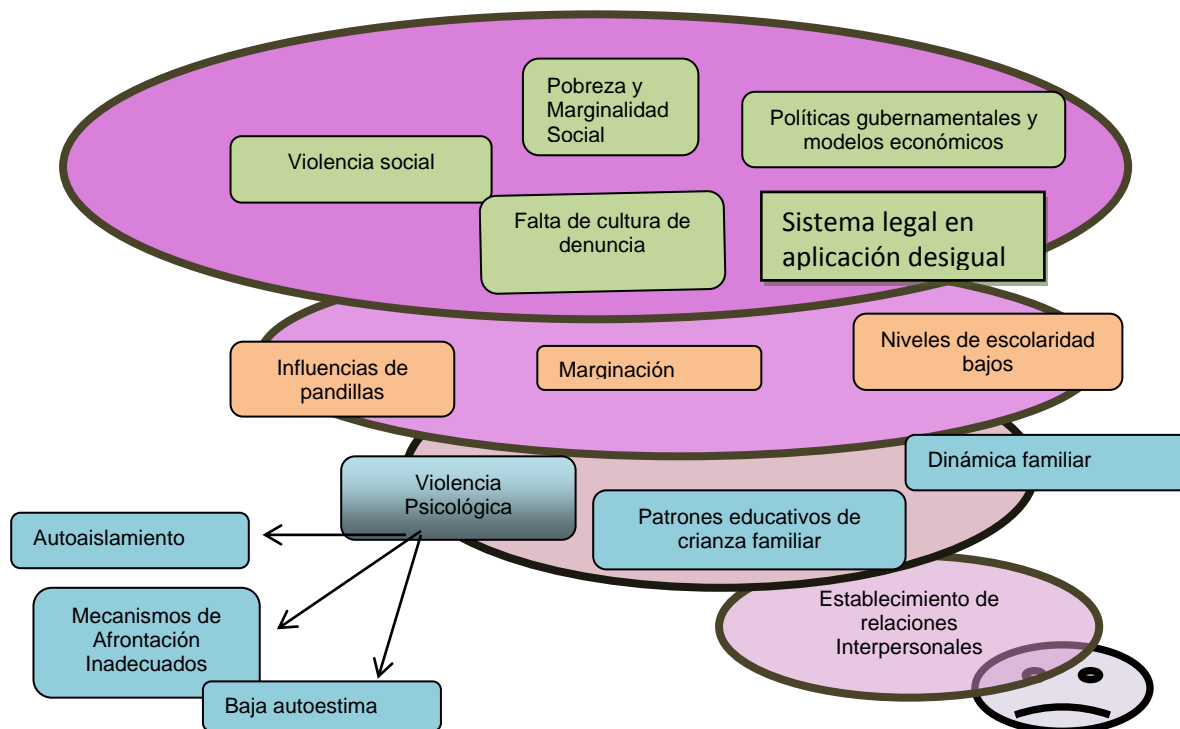 Pobreza y
Marginalidad
Social
Políticas gubernamentales y
modelos económicos
Violencia social
Falta de cultura de
denuncia
Sistema legal en
aplicación desigual
Influencias de
pandillas
Marginación
Niveles de escolaridad
bajos
Violencia
Psicológica
Dinámica familiar
Patrones educativos de
crianza familiar
Autoaislamiento
Mecanismos de
Afrontación
Inadecuados
Baja autoestima
Establecimiento de
relaciones
Interpersonales